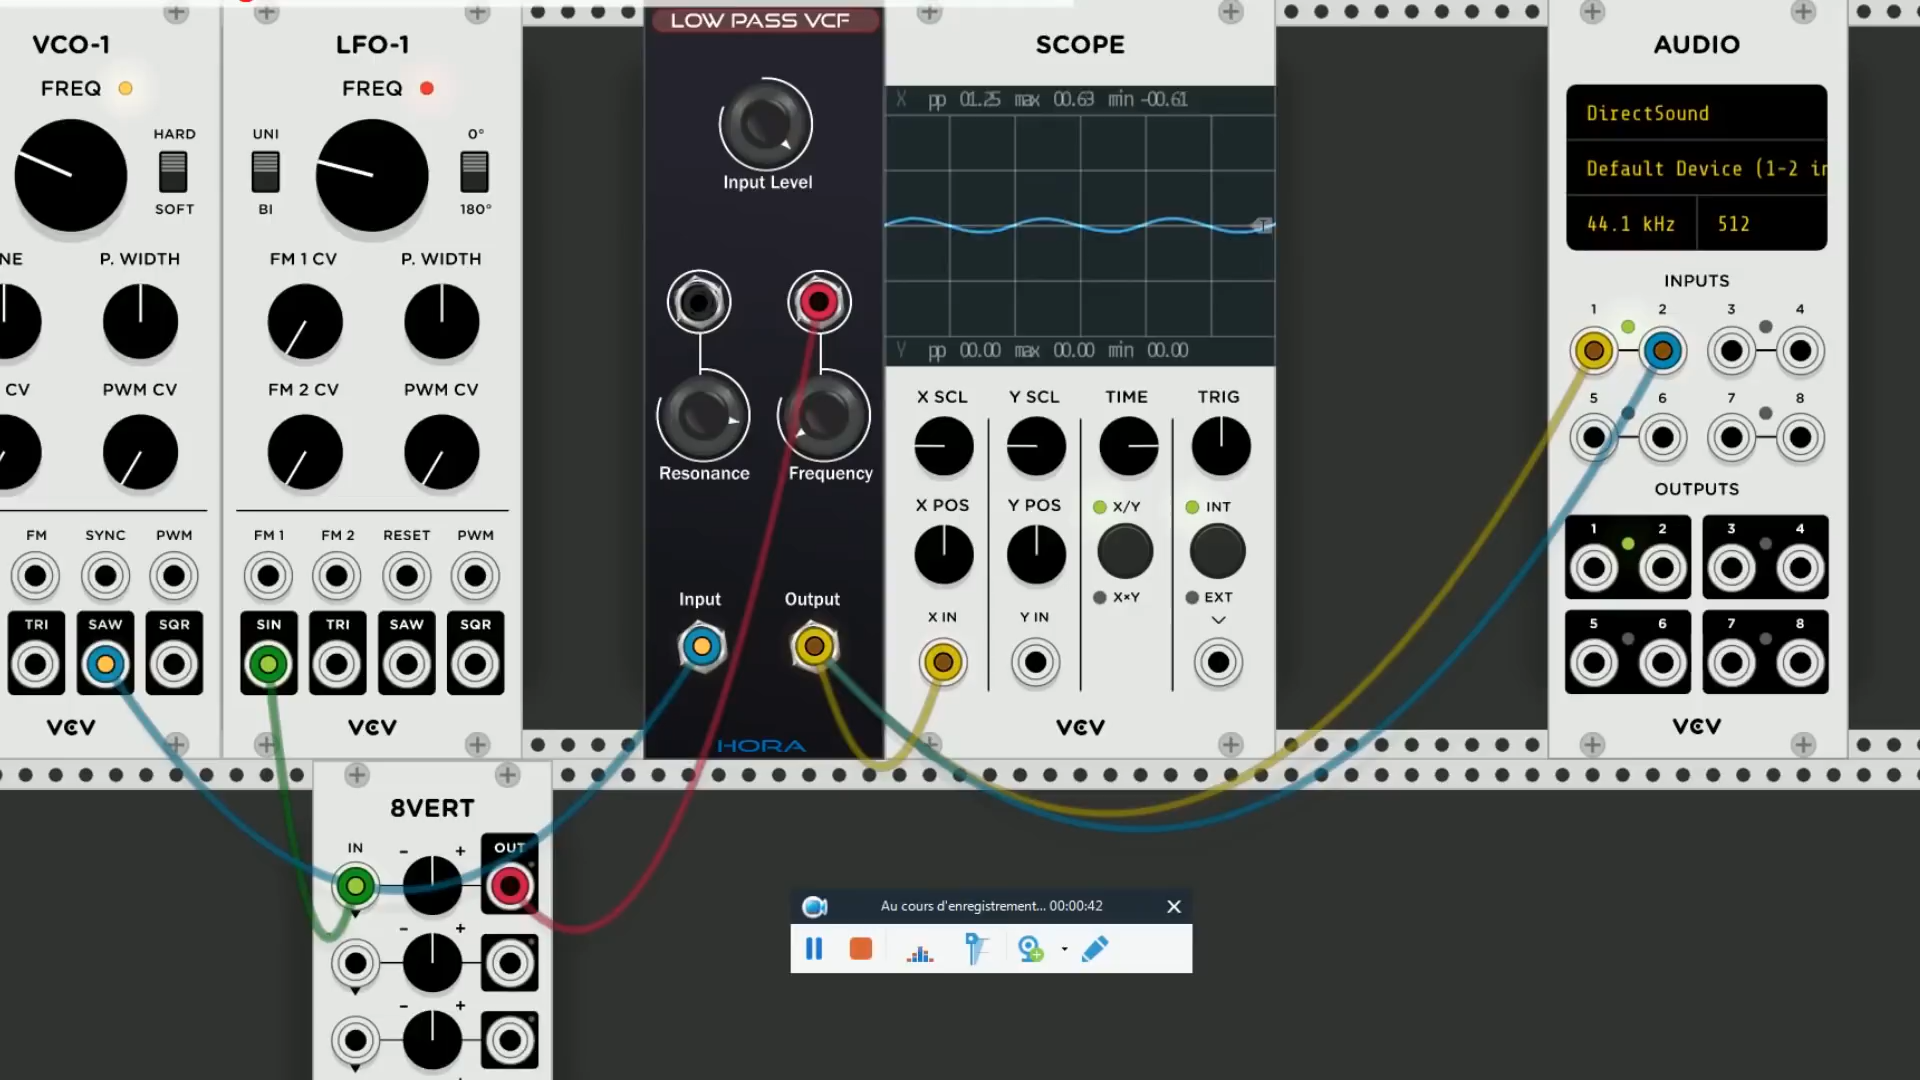 VCO-1
FREQ
HARD
SOFT
NE
P. WIDTH
CV
PWM CV
FM
SYNC
PWM
TRI
SAW
SQR
VCV
LFO-1
FREQ
UNI
0°
BI
180°
FM 1 CV
P. WIDTH
FM 2 CV
PWM CV
FM 1
FM 2
RESET
PWM
SIN
TRI
SAW
SQR
VCV
8VERT
IN
-
+
OUT
-
+
-
+
LOW PASS VCF
Input Level
Resonance
Frequency
Input
Output
HORA
SCOPE
X pp 01.25 max 00.63 min -00.61
T
Y pp 00.00 max 00.00 min 00.00
X SCL
Y SCL
TIME
TRIG
X POS
Y POS
X/Y
INT
X×Y
EXT
X IN
Y IN
VCV
Au cours d'enregistrement... 00:00:42
AUDIO
DirectSound
Default Device (1-2 in
44.1 kHz
512
INPUTS
1
2
3
4
5
6
7
8
OUTPUTS
1
2
3
4
5
6
7
8
VCV